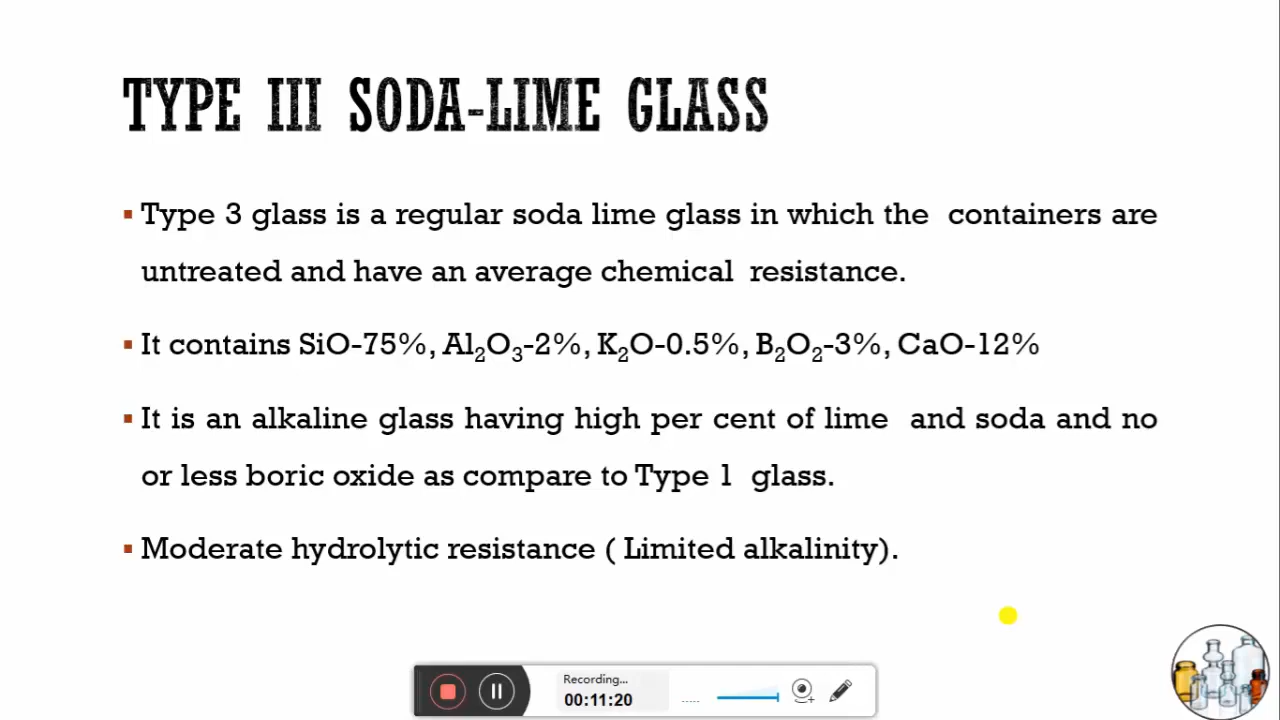 TYPE III SODA-LIME GLASS
▪ Type 3 glass is a regular soda lime glass in which the containers are
untreated and have an average chemical resistance.
▪ It contains SiO-75%, Al₂O₃-2%, K₂O-0.5%, B₂O₂-3%, CaO-12%
▪ It is an alkaline glass having high per cent of lime and soda and no
or less boric oxide as compare to Type 1 glass.
▪ Moderate hydrolytic resistance ( Limited alkalinity).
Recording...
00:11:20